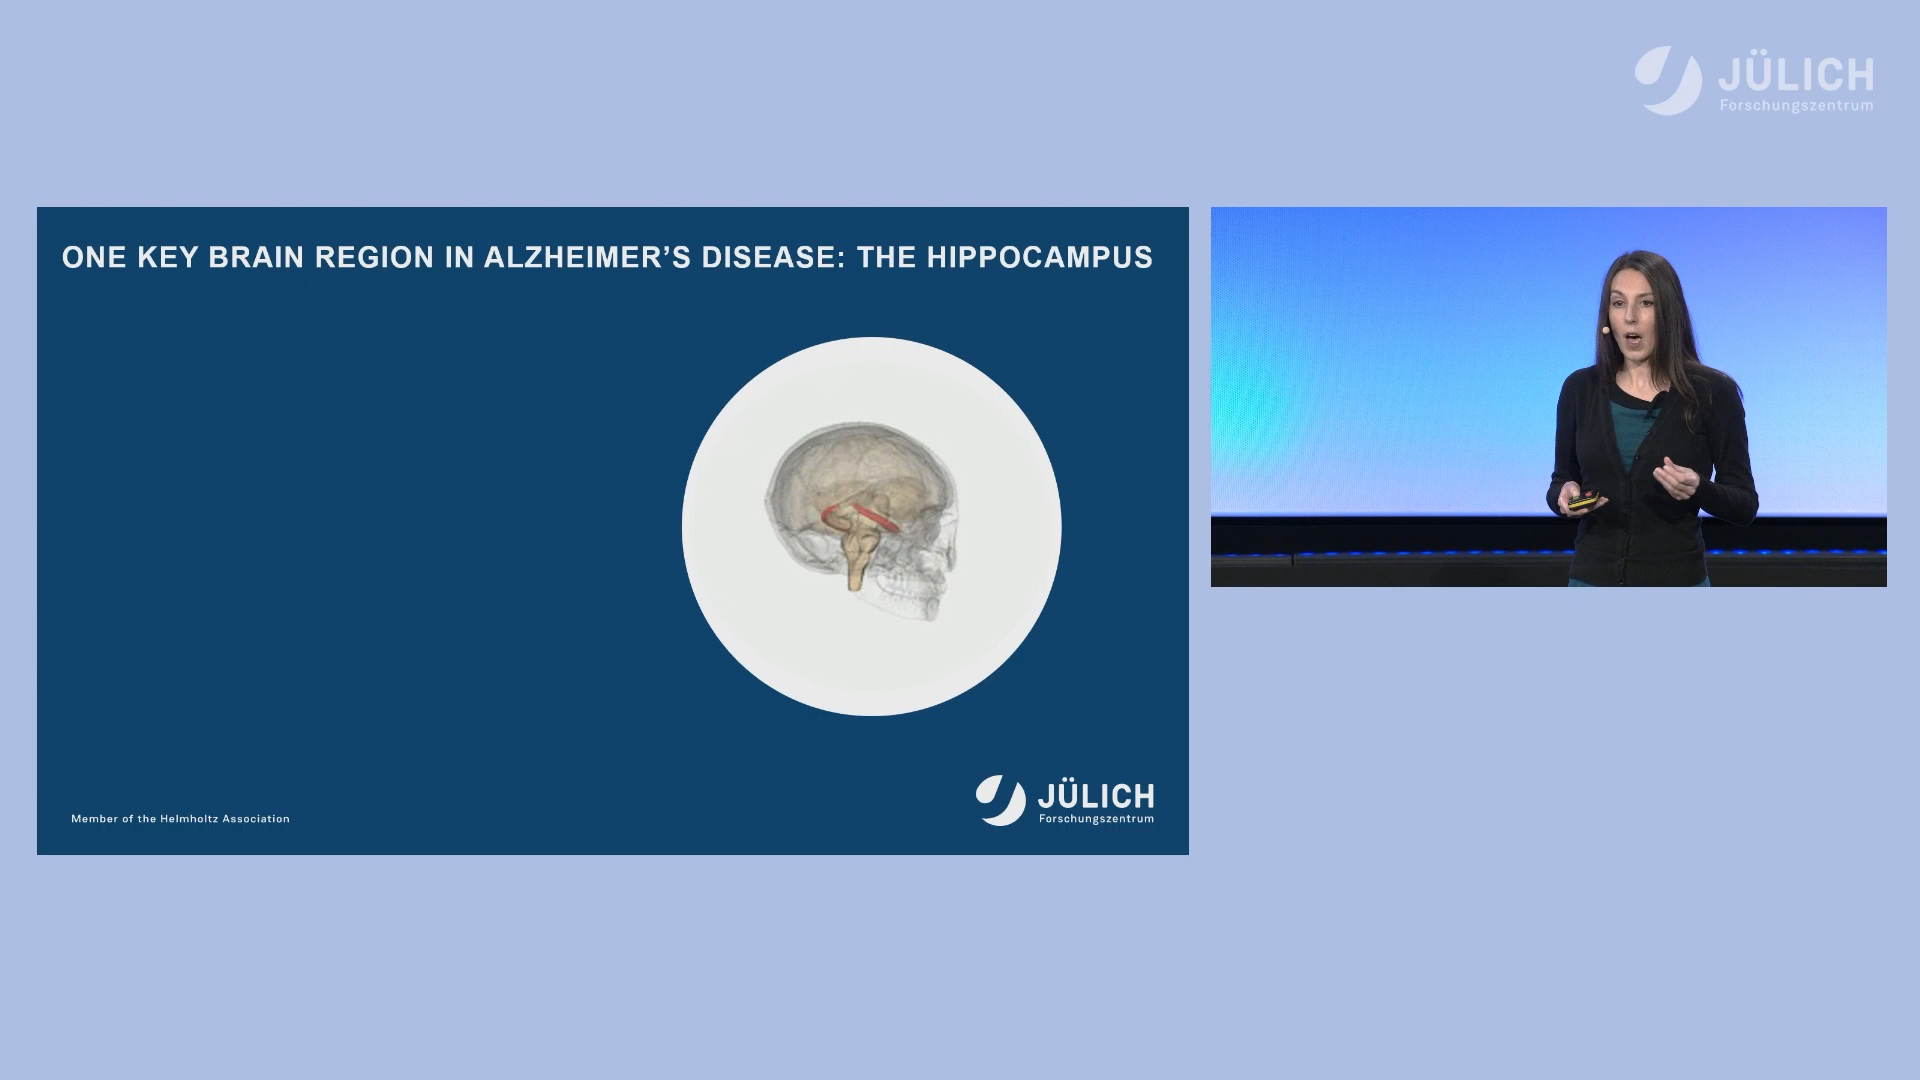 JÜLICH
Forschungszentrum
ONE KEY BRAIN REGION IN ALZHEIMER’S DISEASE: THE HIPPOCAMPUS
Member of the Helmholtz Association
JÜLICH
Forschungszentrum